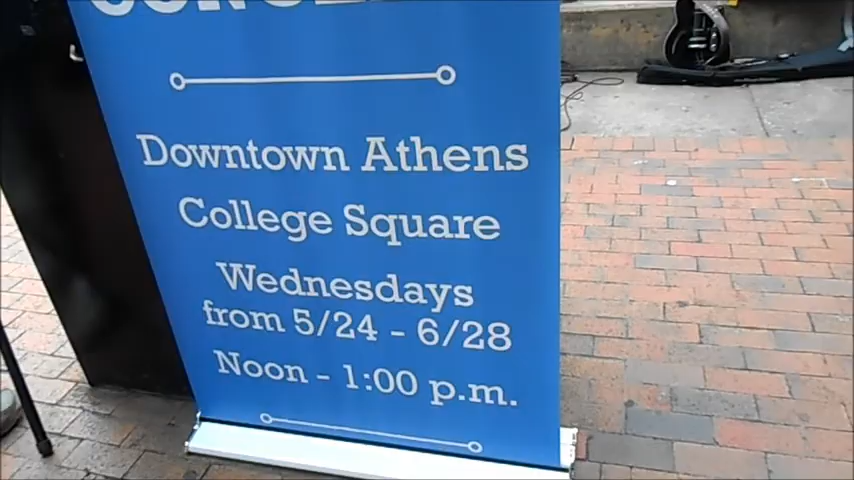 Downtown Athens
College Square
Wednesdays
from 5/24 - 6/28
Noon - 1:00 p.m.